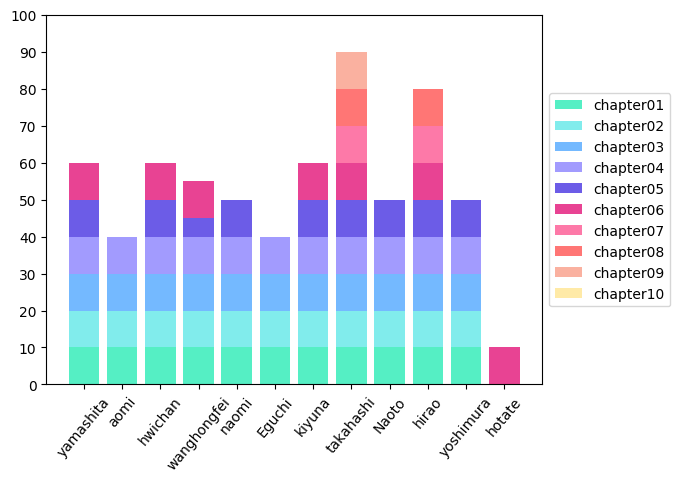 100
90
80
70
60
50
40
30
20
10
0
yamashita
aomi
hwichan
wanghongfei
naomi
Eguchi
kiyuna
takahashi
Naoto
hirao
yoshimura
hotate
chapter01
chapter02
chapter03
chapter04
chapter05
chapter06
chapter07
chapter08
chapter09
chapter10